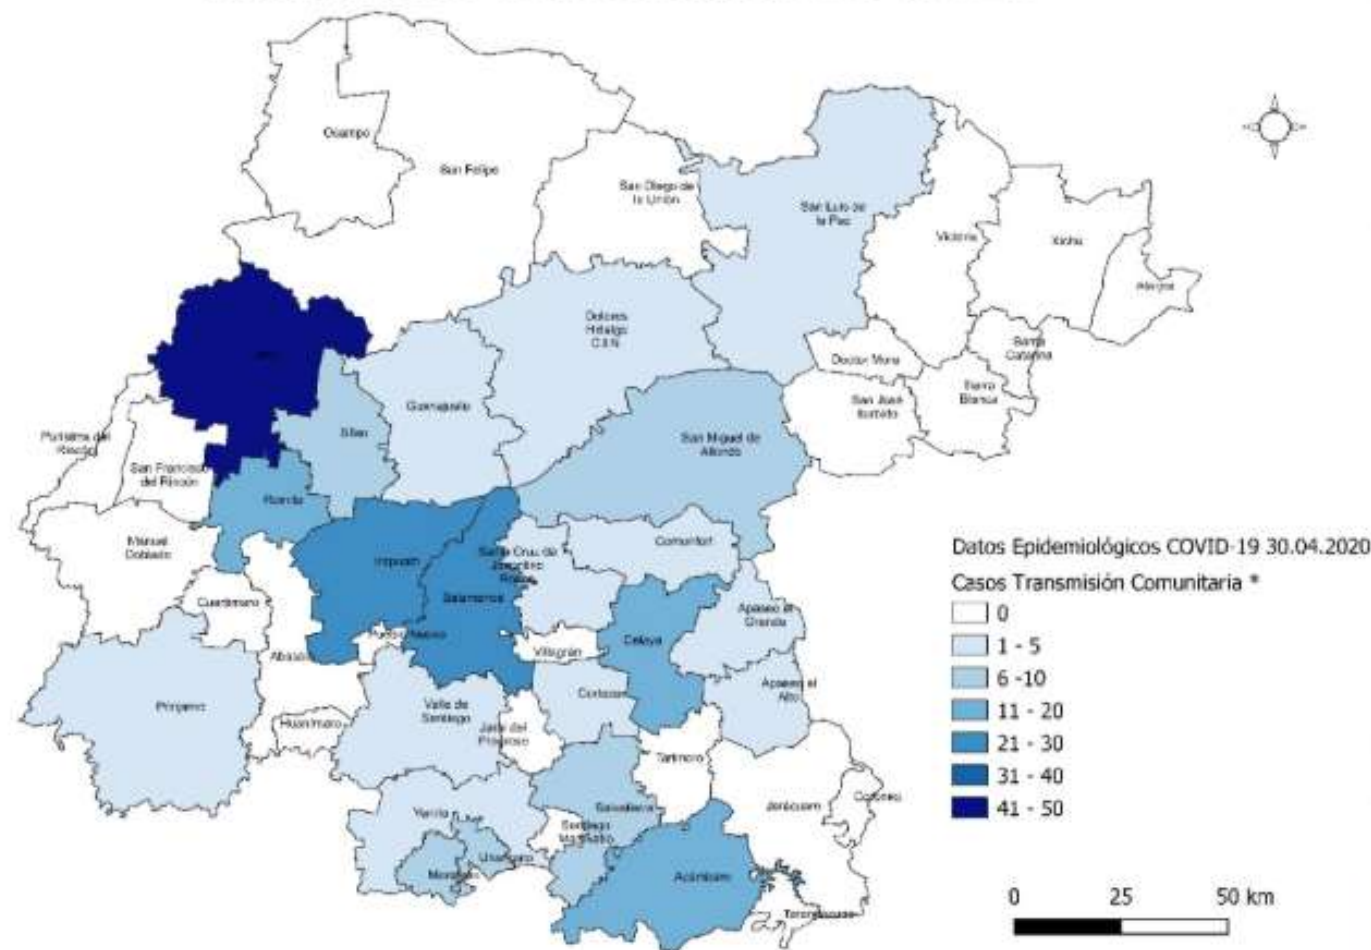 Ocampo
San Felipe
San Diego de
la Unión
San Luis de
la Paz
Victoria
Xichú
Atarjea
Dolores
Hidalgo
C.I.N
Doctor Mora
Santa
Catarina
Tierra
Blanca
San José
Iturbide
Guanajuato
Silao
San Miguel de
Allende
Purísima del
Rincón
San Francisco
del Rincón
Romita
Manuel
Doblado
Irapuato
Santa Cruz de
Juventino
Rosas
Comonfort
Datos Epidemiológicos COVID-19 30.04.2020
Casos Transmisión Comunitaria *
0
1 - 5
6 -10
11 - 20
21 - 30
31 - 40
41 - 50
Cuerámaro
Salamanca
Apaseo el
Grande
Pueblo Nuevo
Villagrán
Celaya
Abasolo
Cortazar
Apaseo el
Alto
Pénjamo
Valle de
Santiago
Huanímaro
Jaral del
Progreso
Tarimoro
Jerécuaro
Coroneo
Yuriria
Salvatierra
Santiago
Maravatío
Uriangato
Moroleón
Acámbaro
Tarandacuao
0 25 50 km